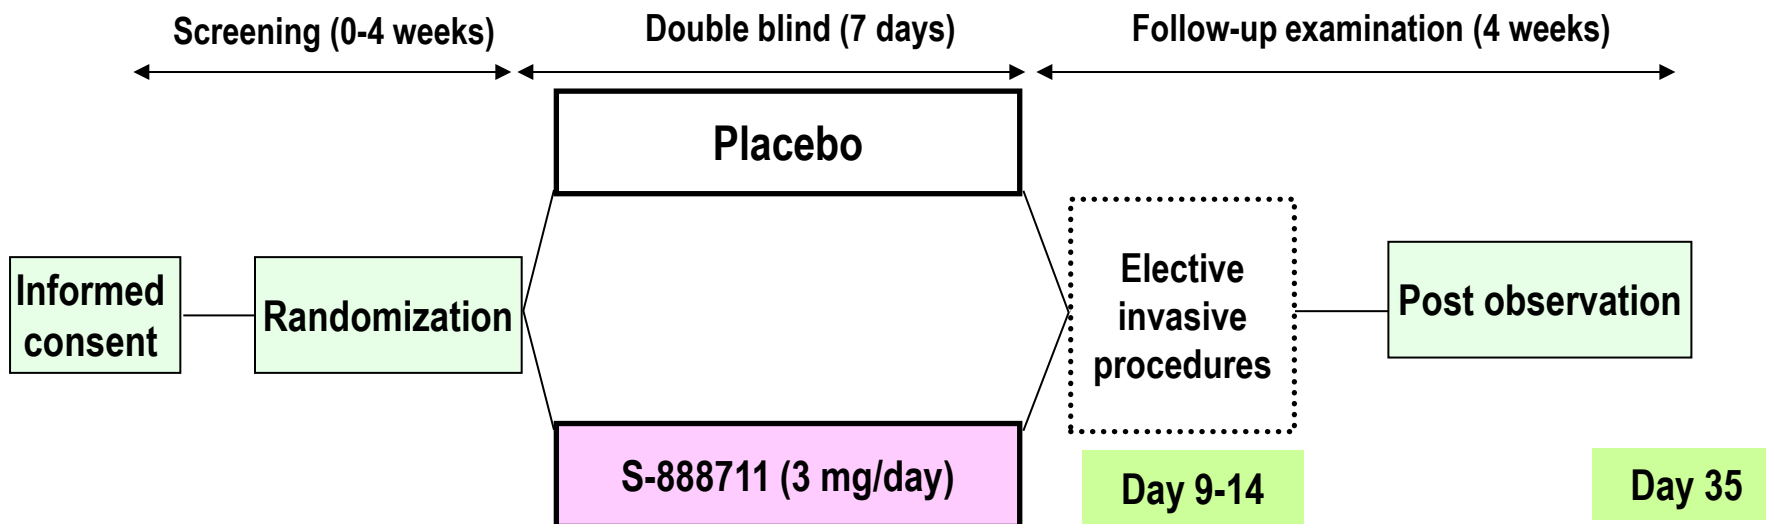 Screening (0-4 weeks)
Double blind (7 days)
Follow-up examination (4 weeks)
Placebo
Informed
consent
Randomization
Elective
invasive
procedures
Post observation
S-888711 (3 mg/day)
Day 9-14
Day 35